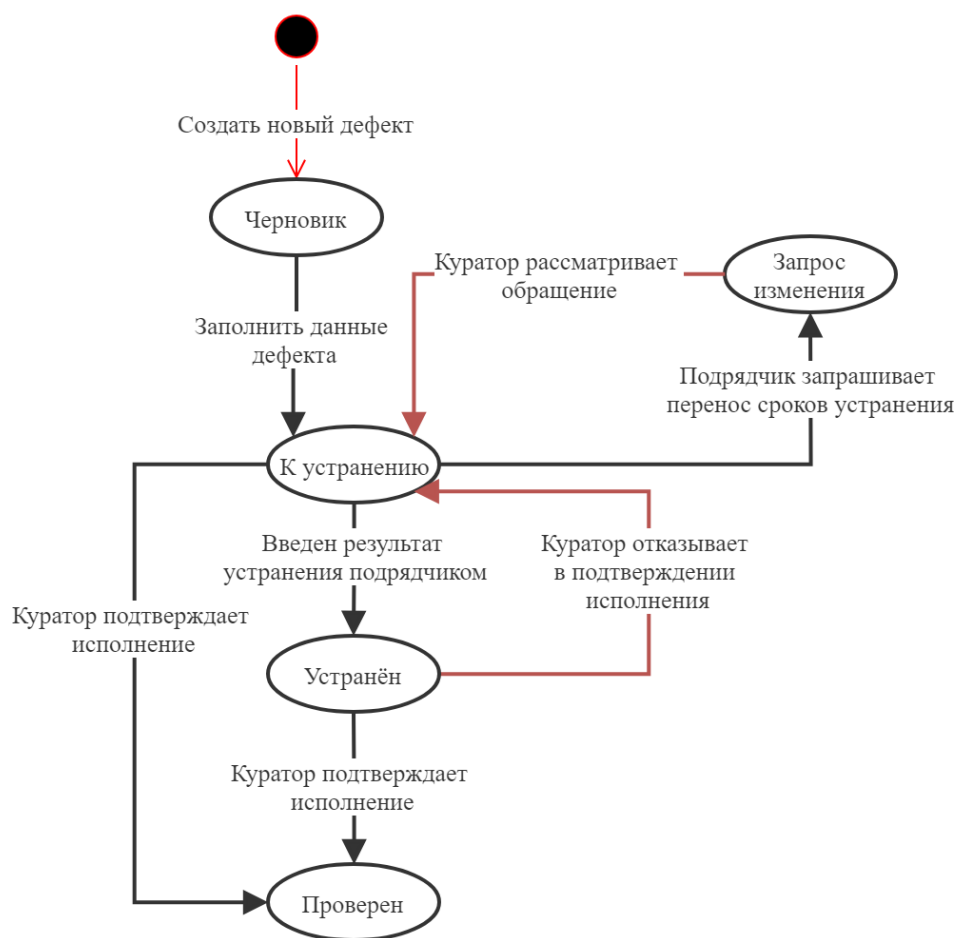 Создать новый дефект
Черновик
Куратор рассматривает
обращение
Запрос
изменения
Заполнить данные
дефекта
Подрядчик запрашивает
перенос сроков устранения
К устранению
Введен результат
устранения подрядчиком
Куратор отказывает
в подтверждении
исполнения
Куратор подтверждает
исполнение
Устранён
Куратор подтверждает
исполнение
Проверен